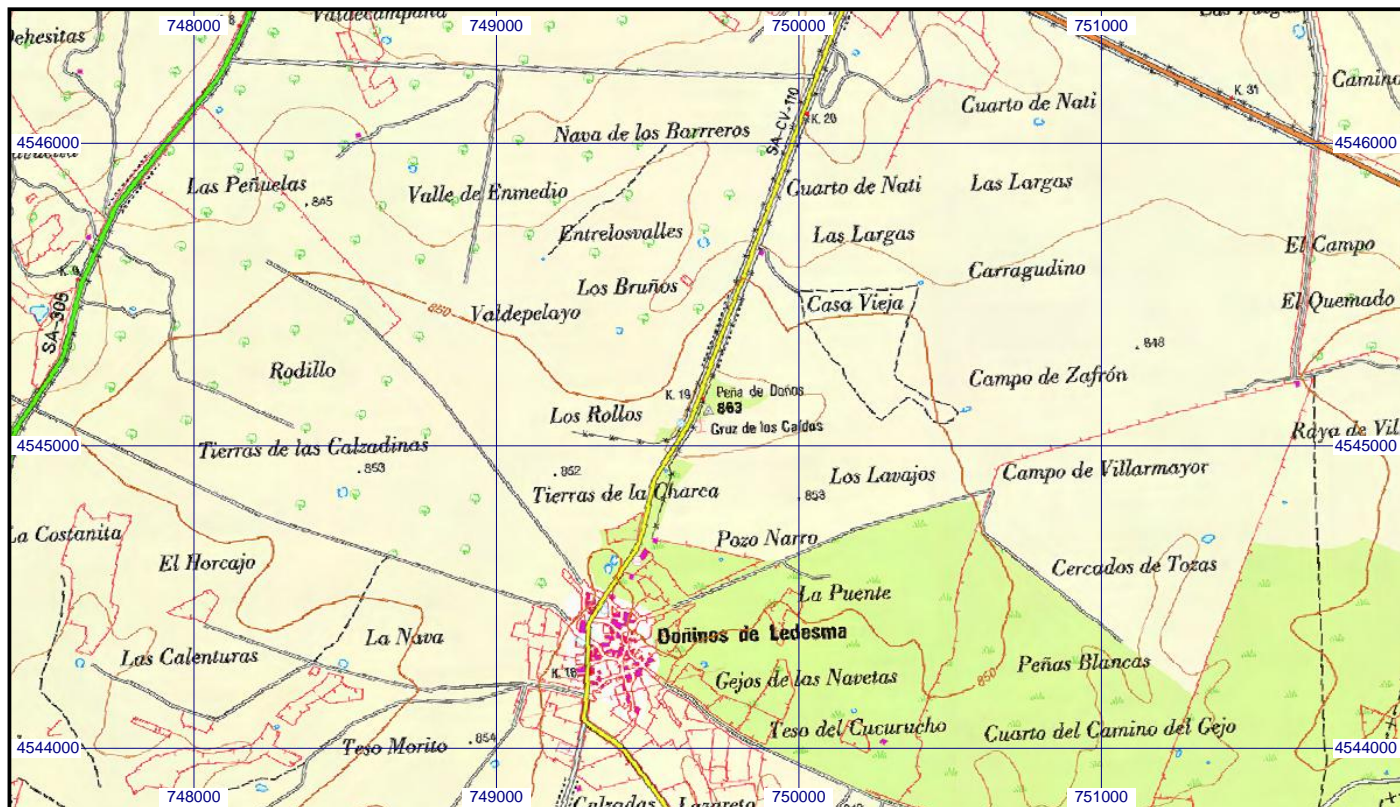 748000
749000
750000
751000
Valdecampana
8
Dehesitas
Camino
K. 31
Cuarto de Nati
K. 20
SA-CV-110
Nava de los Barrreros
4546000
4546000
Las Peñuelas
845
Valle de Enmedio
Cuarto de Nati
Las Largas
Entrelosvalles
Las Largas
El Campo
K. 9
Carragudino
Los Bruños
Casa Vieja
El Quemado
SA-305
850
Valdepelayo
848
Rodillo
Campo de Zafrón
K. 19
Peña de Doños
863
Los Rollos
Cruz de los Caídos
Raya de Vil
4545000
4545000
Tierras de las Calzadinas
853
852
Los Lavajos
Campo de Villarmayor
Tierras de la Charca
853
La Costanita
Pozo Narro
El Horcajo
Cercados de Tozas
La Puente
La Nava
Doñinos de Ledesma
Las Calenturas
Peñas Blancas
K. 18
Gejos de las Navetas
850
Teso del Cucurucho
Cuarto del Camino del Gejo
Teso Morito
854
4544000
4544000
748000
749000
750000
751000
Calzadas
Lazareto